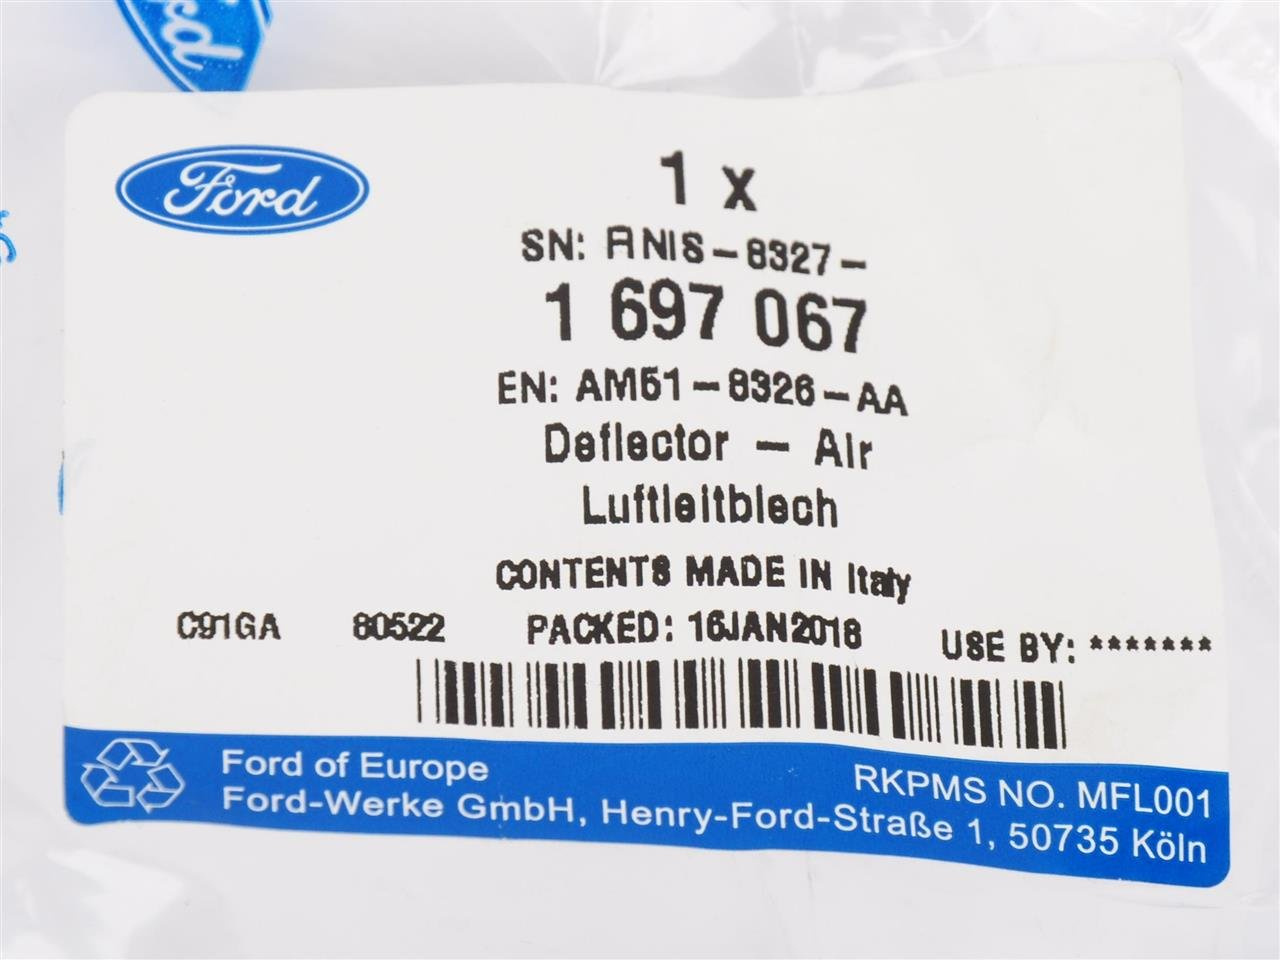 Ford
Ford
1 x
SN: RNIS-8327-
1 697 067
EN: AM51-8326-AA
Deflector - Air
Luftleitblech
CONTENTS MADE IN Italy
C91GA 80522 PACKED: 16JAN2018 USE BY: *******
Ford of Europe
Ford-Werke GmbH, Henry-Ford-Straße 1, 50735 Köln
RKPMS NO. MFL001